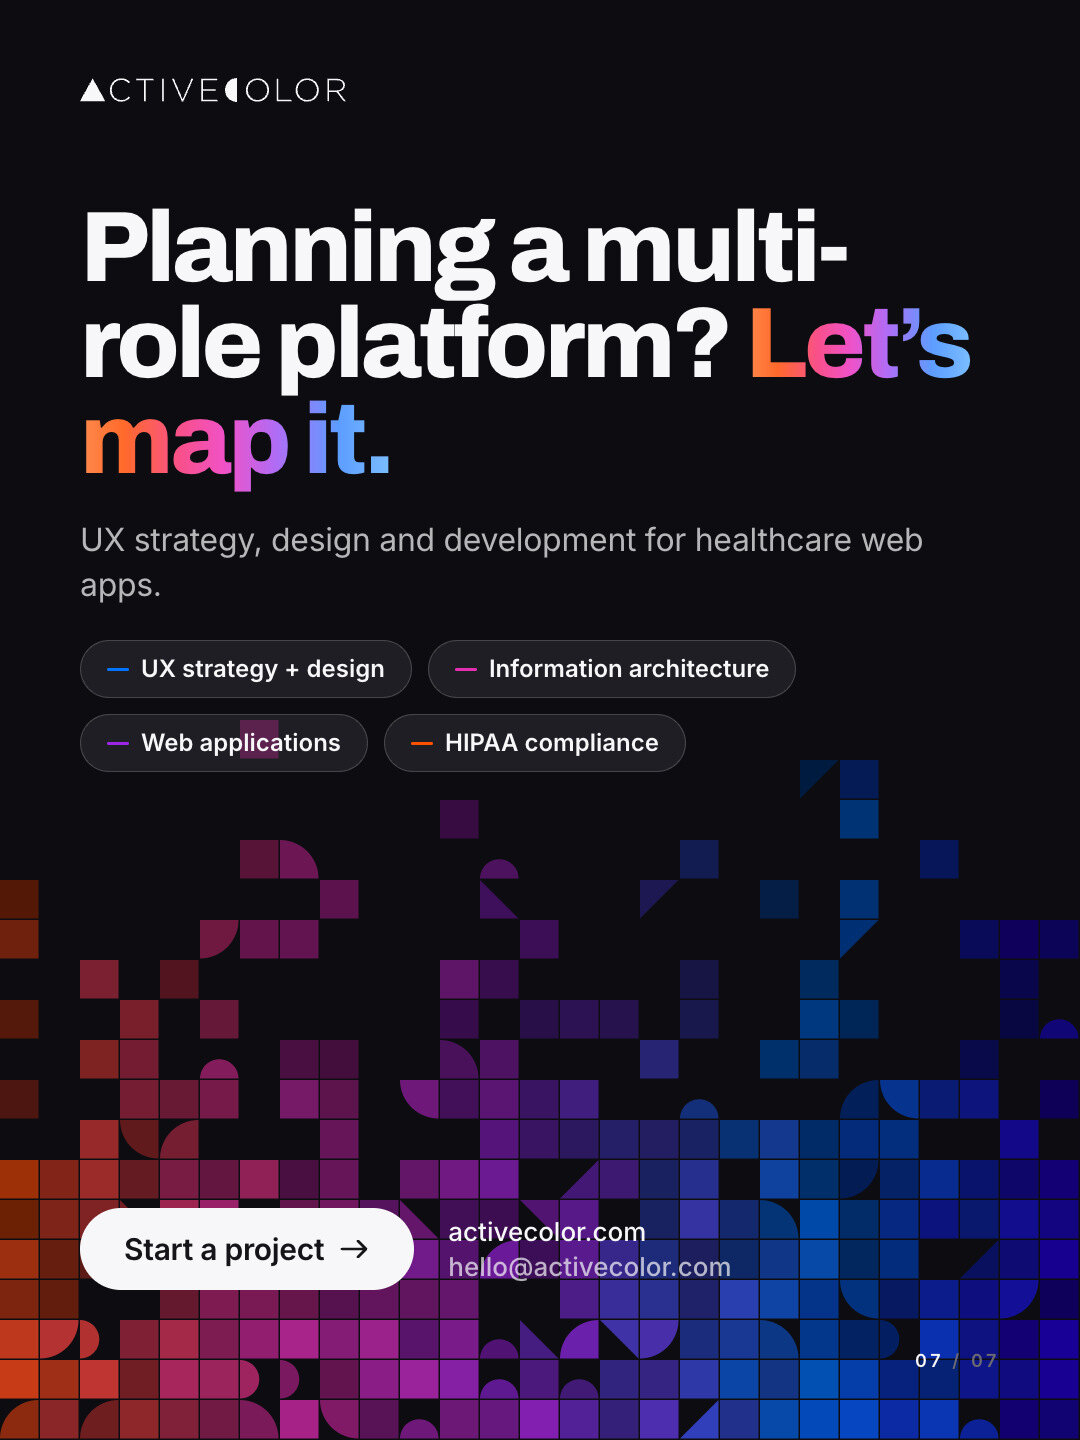 ACTIVECOLOR
Planning a multi-
role platform? Let’s
map it.
UX strategy, design and development for healthcare web
apps.
UX strategy + design
Information architecture
Web applications
HIPAA compliance
Start a project →
activecolor.com
hello@activecolor.com
07 / 07